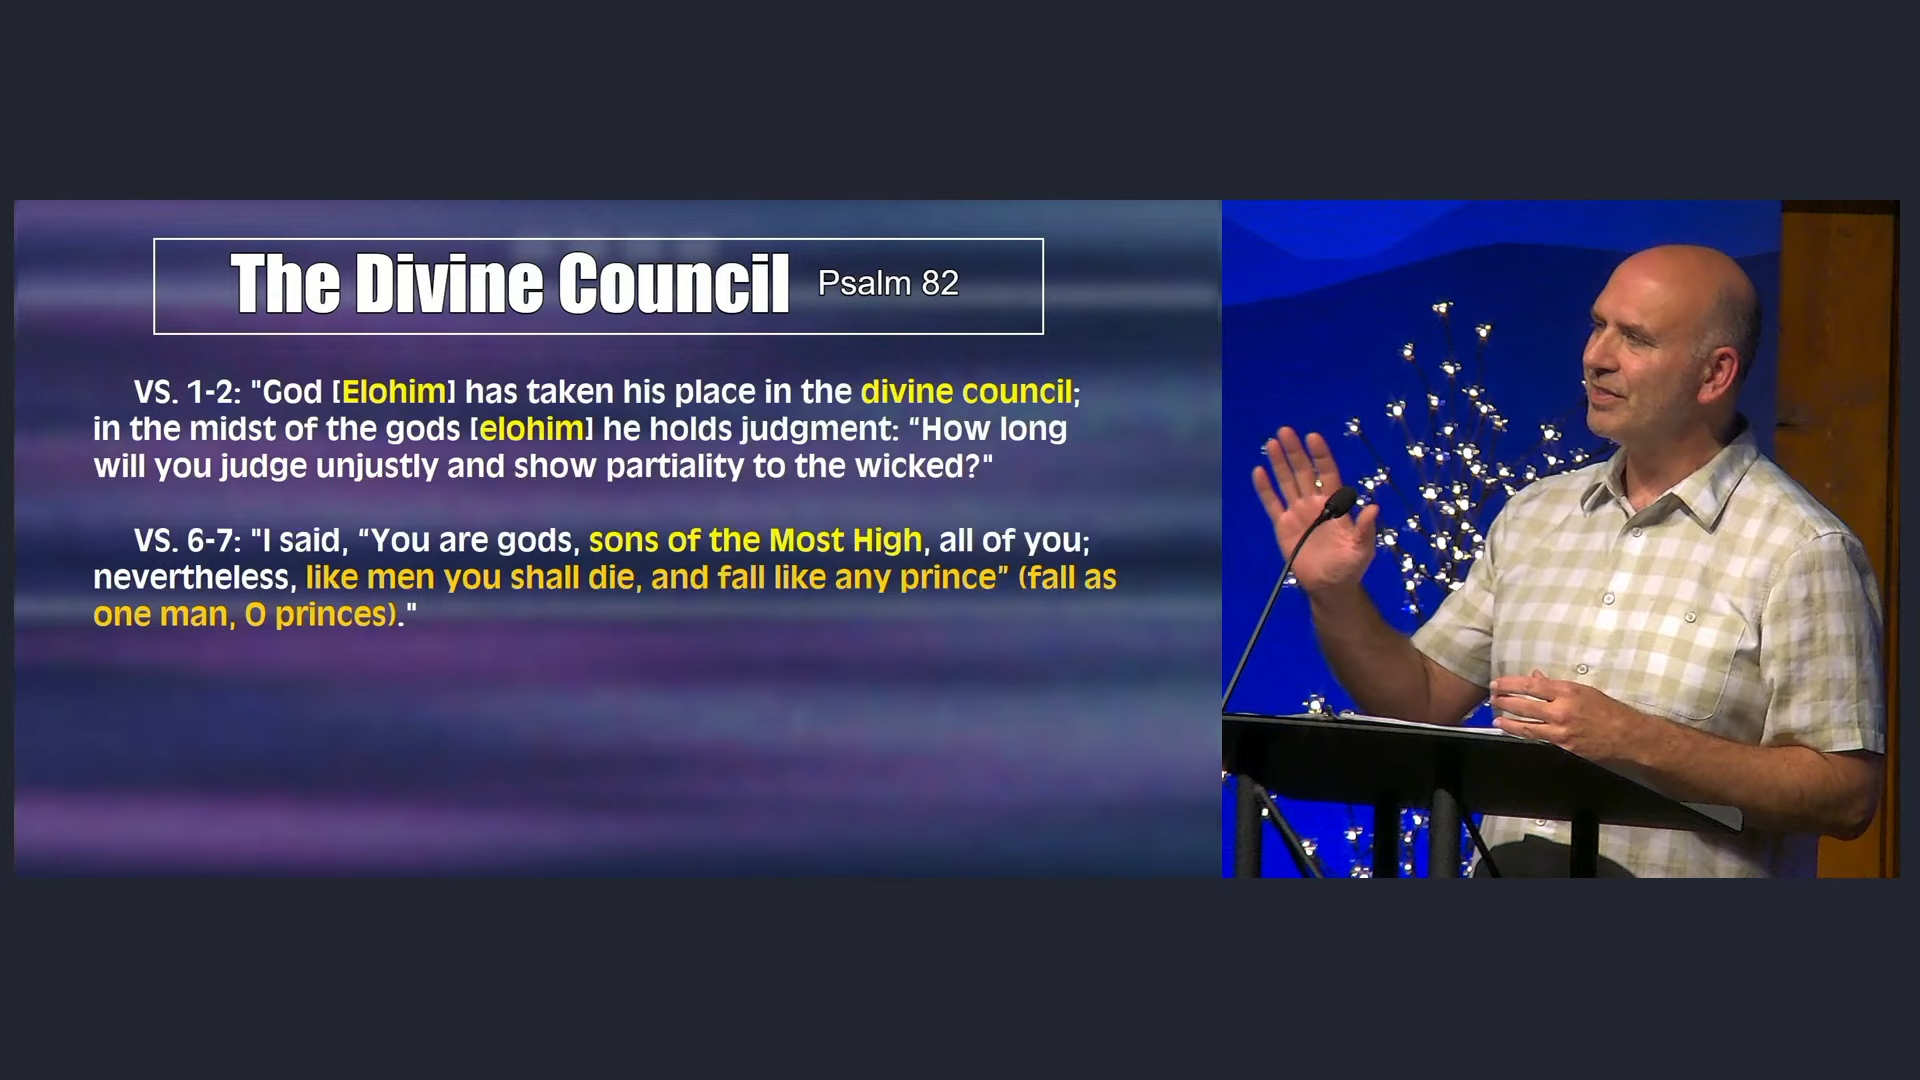 The Divine Council Psalm 82
VS. 1-2: "God [Elohim] has taken his place in the divine council;
in the midst of the gods [elohim] he holds judgment: “How long
will you judge unjustly and show partiality to the wicked?"
VS. 6-7: "I said, “You are gods, sons of the Most High, all of you;
nevertheless, like men you shall die, and fall like any prince” (fall as
one man, O princes)."